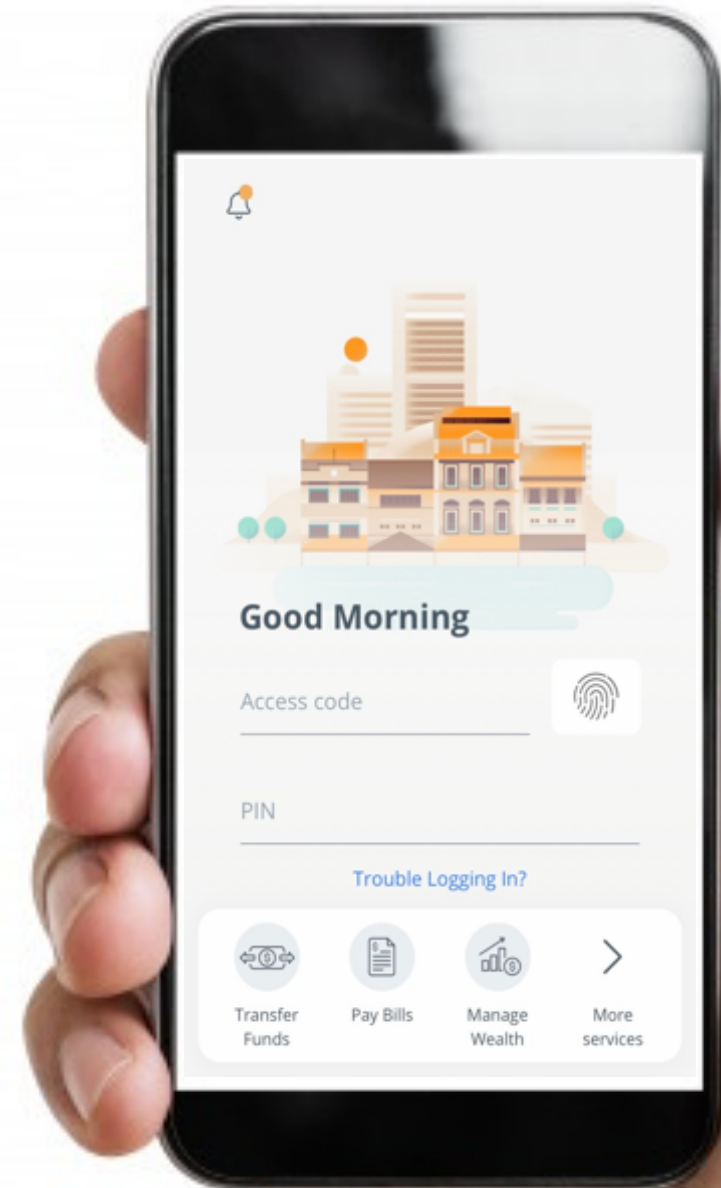 Good Morning
Access code
PIN
Trouble Logging In?
Transfer
Funds
Pay Bills
Manage
Wealth
More
services